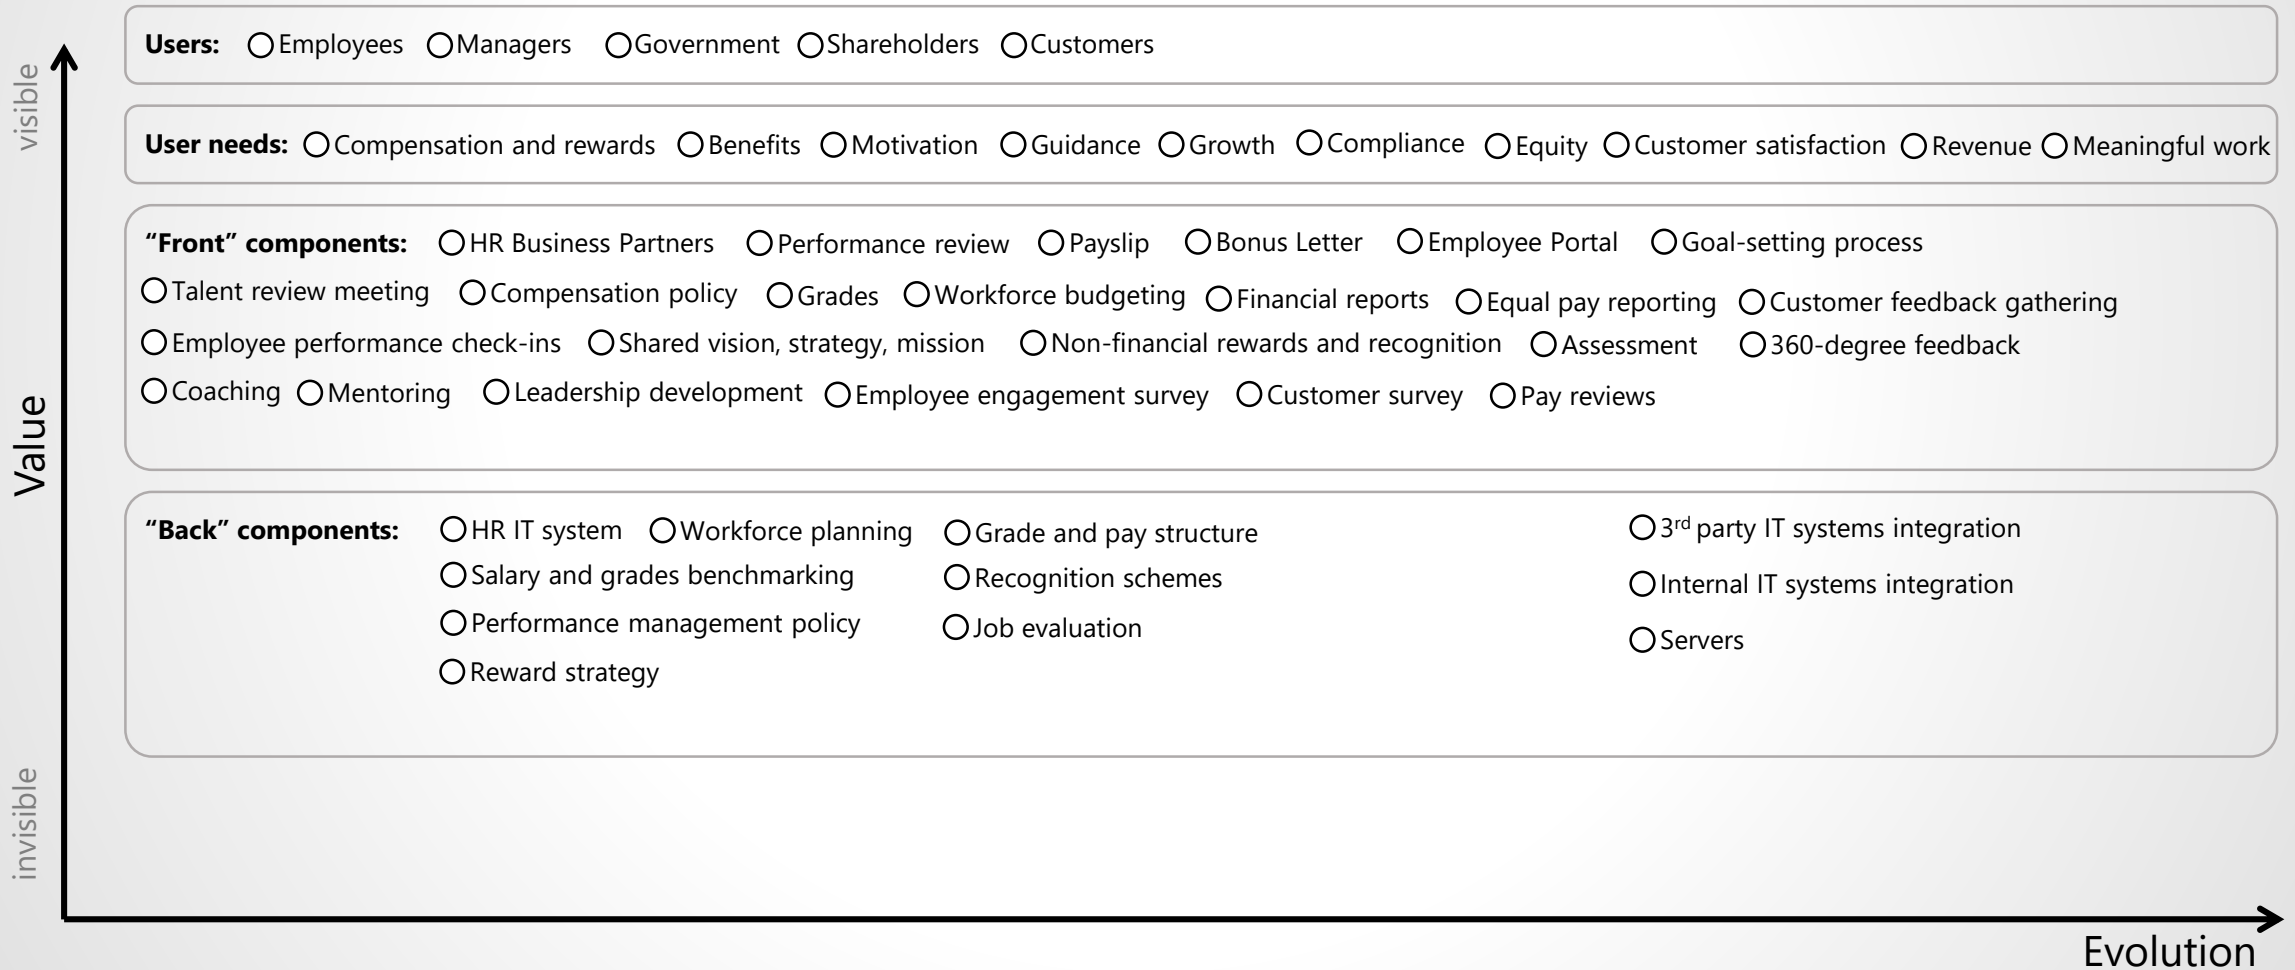 Users: Employees Managers Government Shareholders Customers
User needs: Compensation and rewards Benefits Motivation Guidance Growth Compliance Equity Customer satisfaction Revenue Meaningful work
“Front” components: HR Business Partners Performance review Payslip Bonus Letter Employee Portal Goal-setting process
Talent review meeting Compensation policy Grades Workforce budgeting Financial reports Equal pay reporting Customer feedback gathering
Employee performance check-ins Shared vision, strategy, mission Non-financial rewards and recognition Assessment 360-degree feedback
Coaching Mentoring Leadership development Employee engagement survey Customer survey Pay reviews
“Back” components: HR IT system Workforce planning Grade and pay structure 3rd party IT systems integration
Salary and grades benchmarking Recognition schemes Internal IT systems integration
Performance management policy Job evaluation Servers
Reward strategy
visible
Value
invisible
Evolution